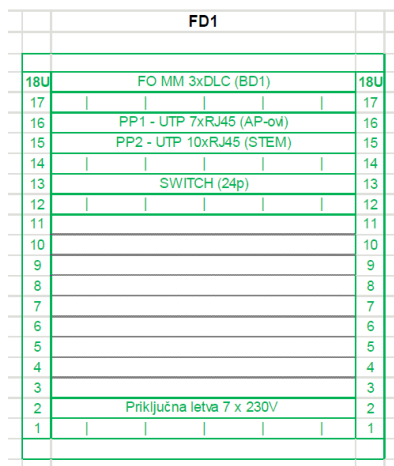 FD1
18U FO MM 3xDLC (BD1) 18U
17 | | | | | 17
16 PP1 - UTP 7xRJ45 (AP-ovi) 16
15 PP2 - UTP 10xRJ45 (STEM) 15
14 | | | | | 14
13 SWITCH (24p) 13
12 | | | | | 12
11 11
10 10
9 9
8 8
7 7
6 6
5 5
4 4
3 3
2 Priključna letva 7 x 230V 2
1 | | | | | 1